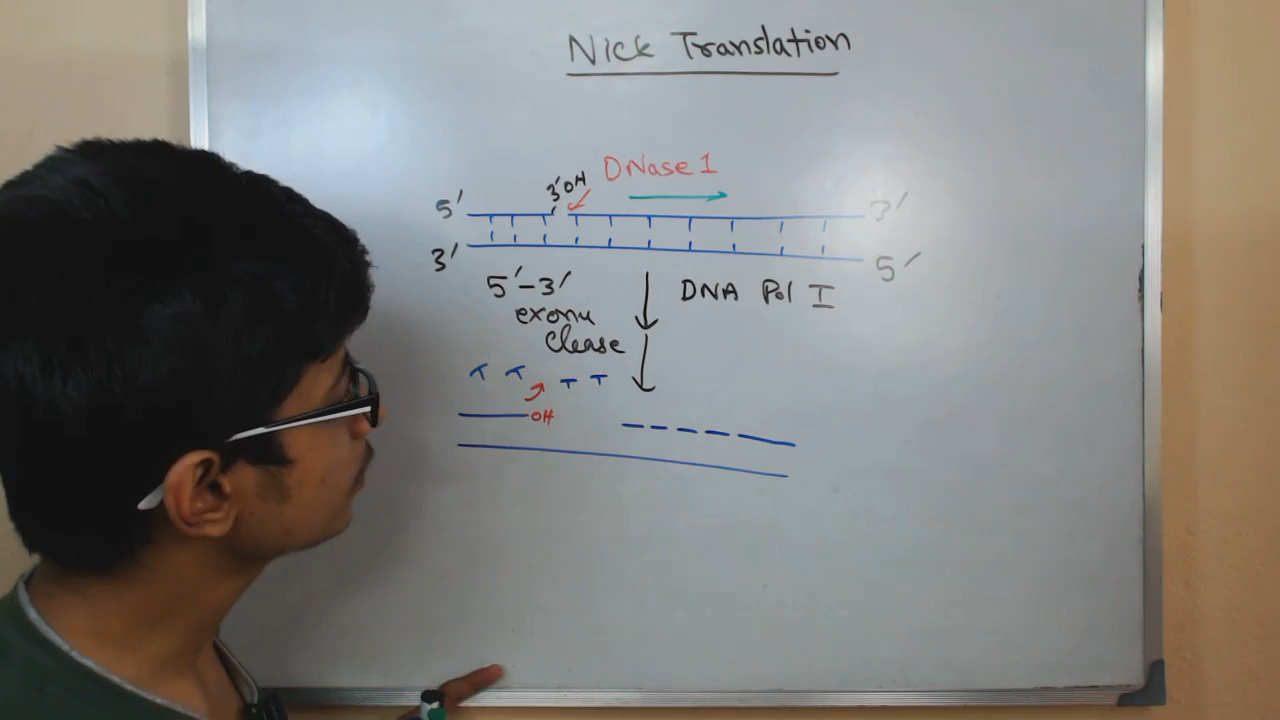 Nick Translation
DNase 1
3'OH
5' 3'
3' 5'
5'-3' DNA Pol I
exonu
clease
OH